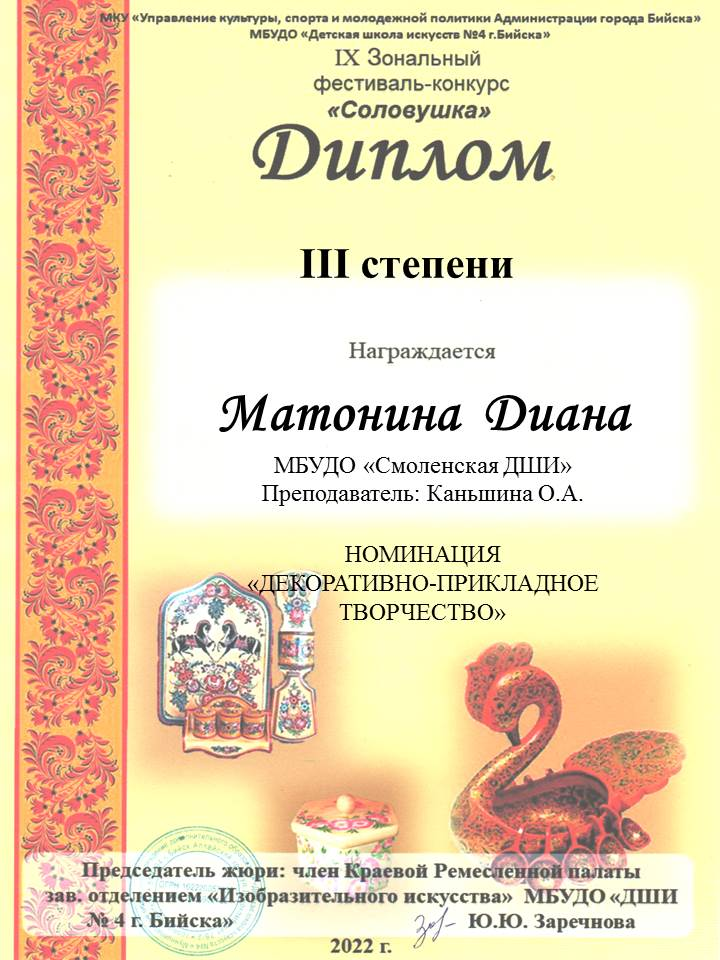 МКУ «Управление культуры, спорта и молодежной политики Администрации города Бийска»
МБУДО «Детская школа искусств №4 г.Бийска»
IX Зональный
фестиваль-конкурс
«Соловушка»
Диплом
III степени
Награждается
Матонина Диана
МБУДО «Смоленская ДШИ»
Преподаватель: Каньшина О.А.
НОМИНАЦИЯ
«ДЕКОРАТИВНО-ПРИКЛАДНОЕ
ТВОРЧЕСТВО»
Председатель жюри: член Краевой Ремесленной палаты
зав. отделением «Изобразительного искусства» МБУДО «ДШИ
№ 4 г. Бийска» Ю.Ю. Заречнова
2022 г.